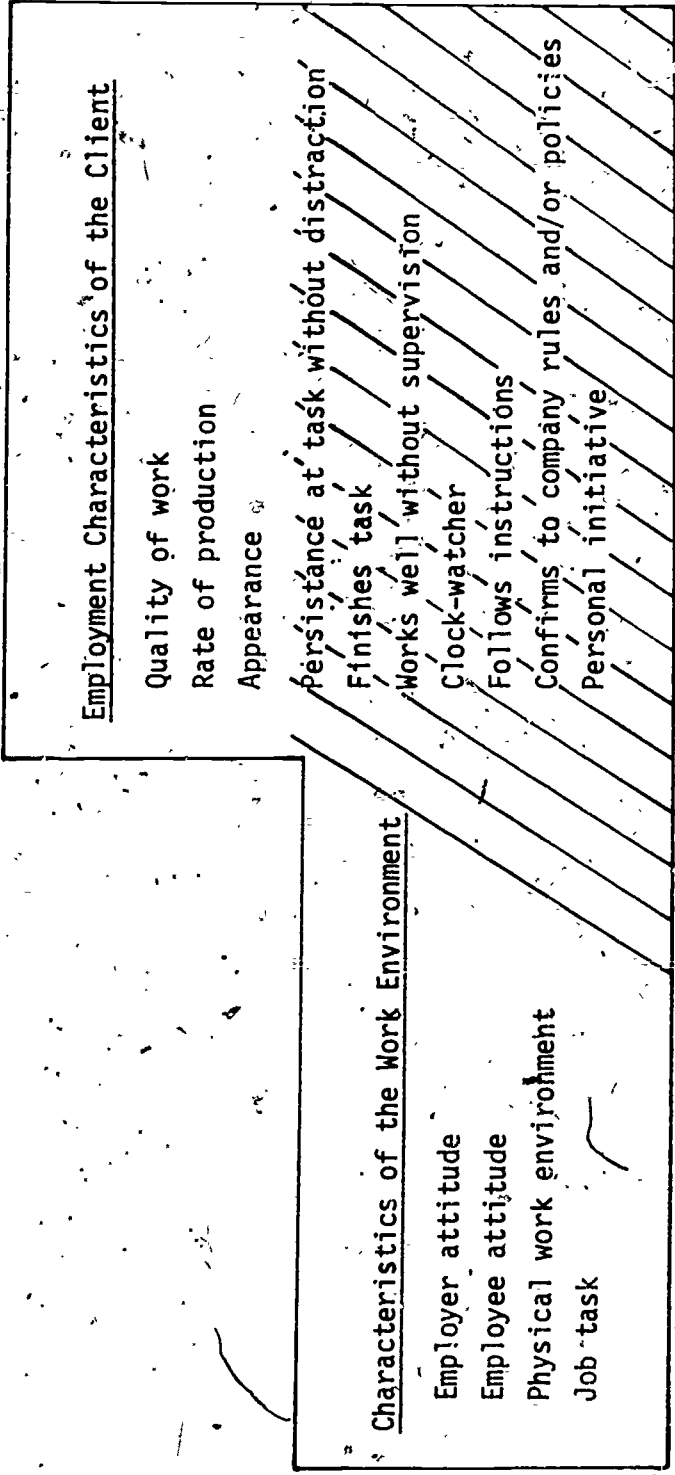 Employment Characteristics of the Client
Quality of work
Rate of production
Appearance
Persistance at task without distraction
Finishes task
Works well without supervision
Clock-watcher
Follows instructions
Confirms to company rules and/or policies
Personal initiative
Characteristics of the Work Environment
Employer attitude
Employee attitude
Physical work environment
Job task